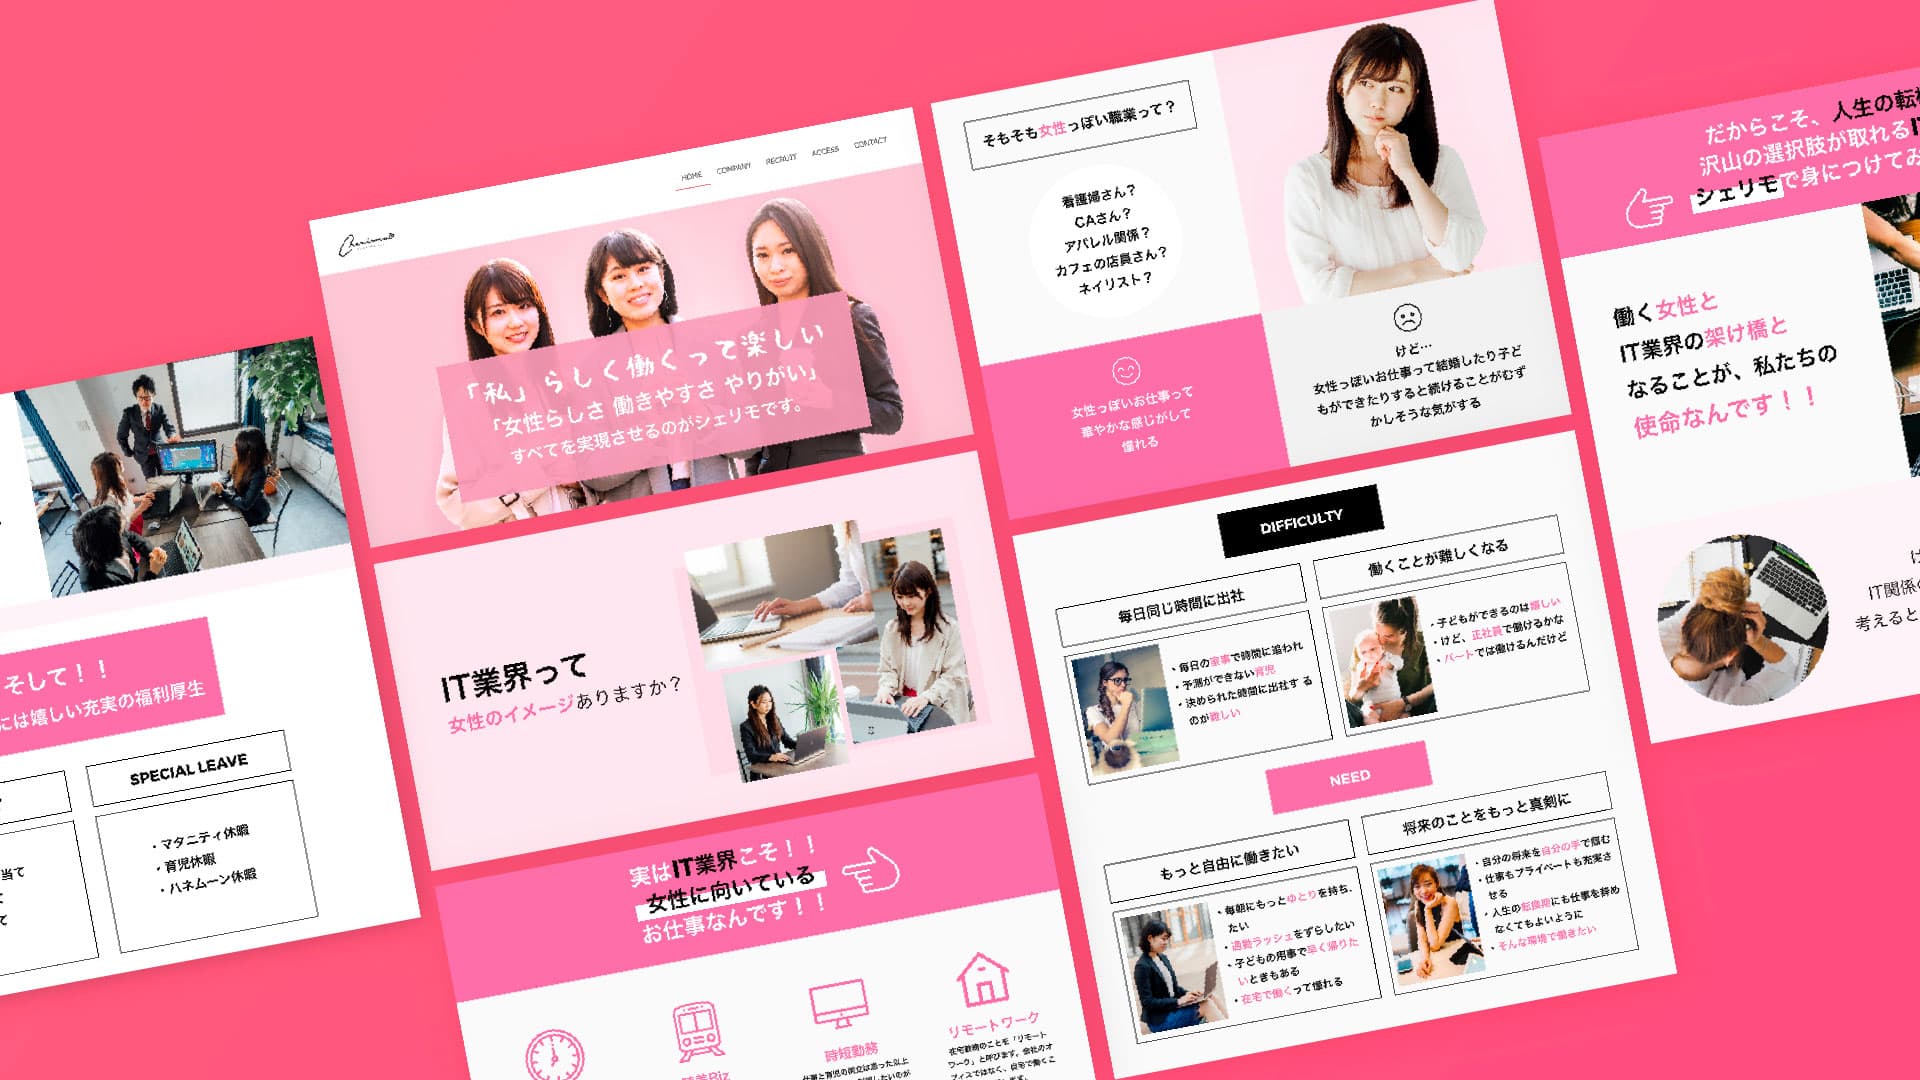 そして！！
には嬉しい充実の福利厚生
SPECIAL LEAVE
・マタニティ休暇
・育児休暇
・ハネムーン休暇
当て
HOME COMPANY RECRUIT ACCESS CONTACT
「私」らしく働くって楽しい
「女性らしさ 働きやすさ やりがい」
すべてを実現させるのがシェリモです。
IT業界って
女性のイメージありますか？
実はIT業界こそ！！
女性に向いている
お仕事なんです！！
時短勤務
リモートワーク
在宅勤務のことを「リモート
ワーク」と呼びます。会社のオ
フィスではなく、自宅で働くこ
そもそも女性っぽい職業って？
看護婦さん？
CAさん？
アパレル関係？
カフェの店員さん？
ネイリスト？
女性っぽいお仕事って
華やかな感じがして
憧れる
けど…
女性っぽいお仕事って結婚したり子ど
もができたりすると続けることがむず
かしそうな気がする
DIFFICULTY
毎日同じ時間に出社
・毎日の家事で時間に追われ
・予測ができない育児
・決められた時間に出社する
のが難しい
働くことが難しくなる
・子どもができるのは嬉しい
・けど、正社員で働けるかな
・パートでは働けるんだけど
NEED
もっと自由に働きたい
・毎朝にもっとゆとりを持ち.
たい
・通勤ラッシュをずらしたい
・子どもの用事で早く帰りた
いときもある
・在宅で働くって憧れる
将来のことをもっと真剣に
・自分の将来を自分の手で掴む
・仕事もプライベートも充実さ
せる
・人生の転換期にも仕事を辞め
なくてもよいように
・そんな環境で働きたい
だからこそ、人生の転
沢山の選択肢が取れるI
シェリモで身につけてみ
働く女性と
IT業界の架け橋と
なることが、私たちの
使命なんです！！
IT関係の
考えると